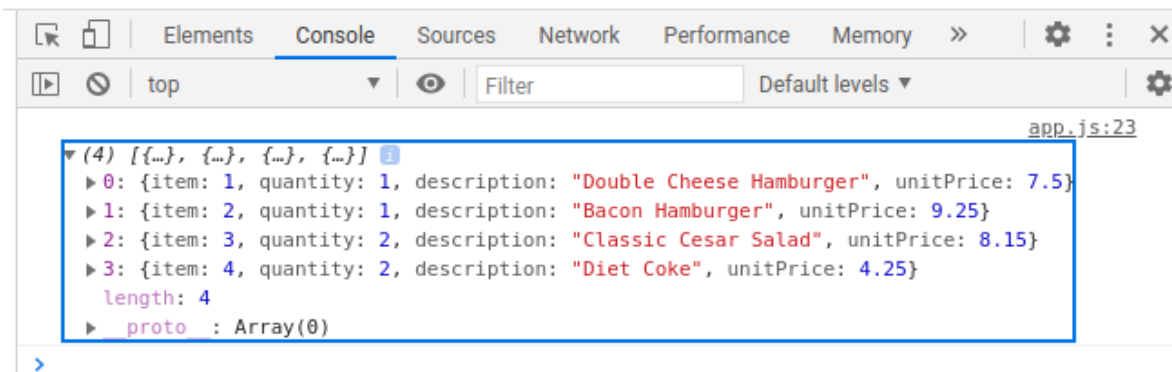 Elements Console Sources Network Performance Memory »
top ▼ Filter Default levels ▼
app.js:23
▼(4) [{…}, {…}, {…}, {…}] i
▶0: {item: 1, quantity: 1, description: "Double Cheese Hamburger", unitPrice: 7.5}
▶1: {item: 2, quantity: 1, description: "Bacon Hamburger", unitPrice: 9.25}
▶2: {item: 3, quantity: 2, description: "Classic Cesar Salad", unitPrice: 8.15}
▶3: {item: 4, quantity: 2, description: "Diet Coke", unitPrice: 4.25}
length: 4
▶__proto__: Array(0)
>